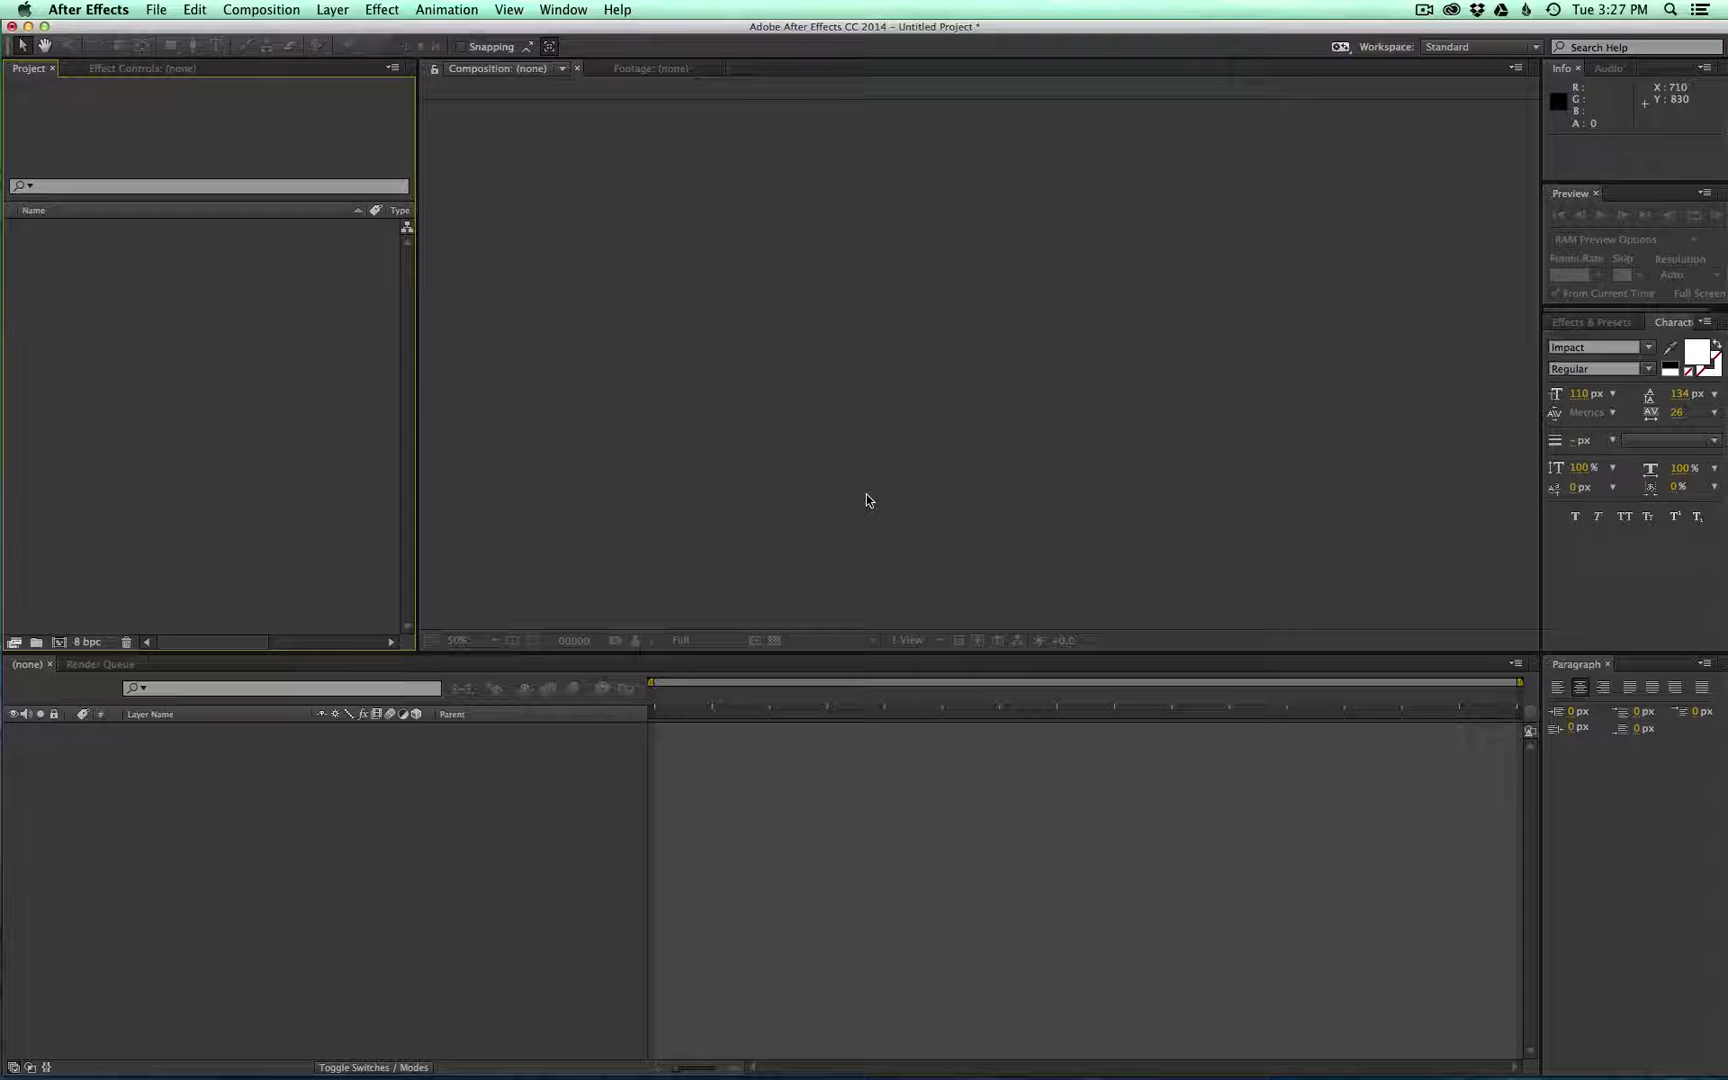 After Effects File Edit Composition Layer Effect Animation View Window Help Tue 3:27 PM
Adobe After Effects CC 2014 – Untitled Project *
Snapping Workspace: Standard Search Help
Project Effect Controls: (none) Composition: (none) Footage: (none) Info Audio
R: X: 710
G: Y: 830
B:
A: 0
Preview
Name Type
RAM Preview Options
Frame Rate Skip Resolution
Auto
From Current Time Full Screen
Effects & Presets Charact
Impact
Regular
110 px 134 px
Metrics 26
- px
100 % 100 %
0 px 0 %
T T TT TT T¹ T₁
8 bpc 50% 00000 Full 1 View +0.0
(none) Render Queue Paragraph
Layer Name fx Parent
0 px 0 px 0 px
0 px 0 px
Toggle Switches / Modes